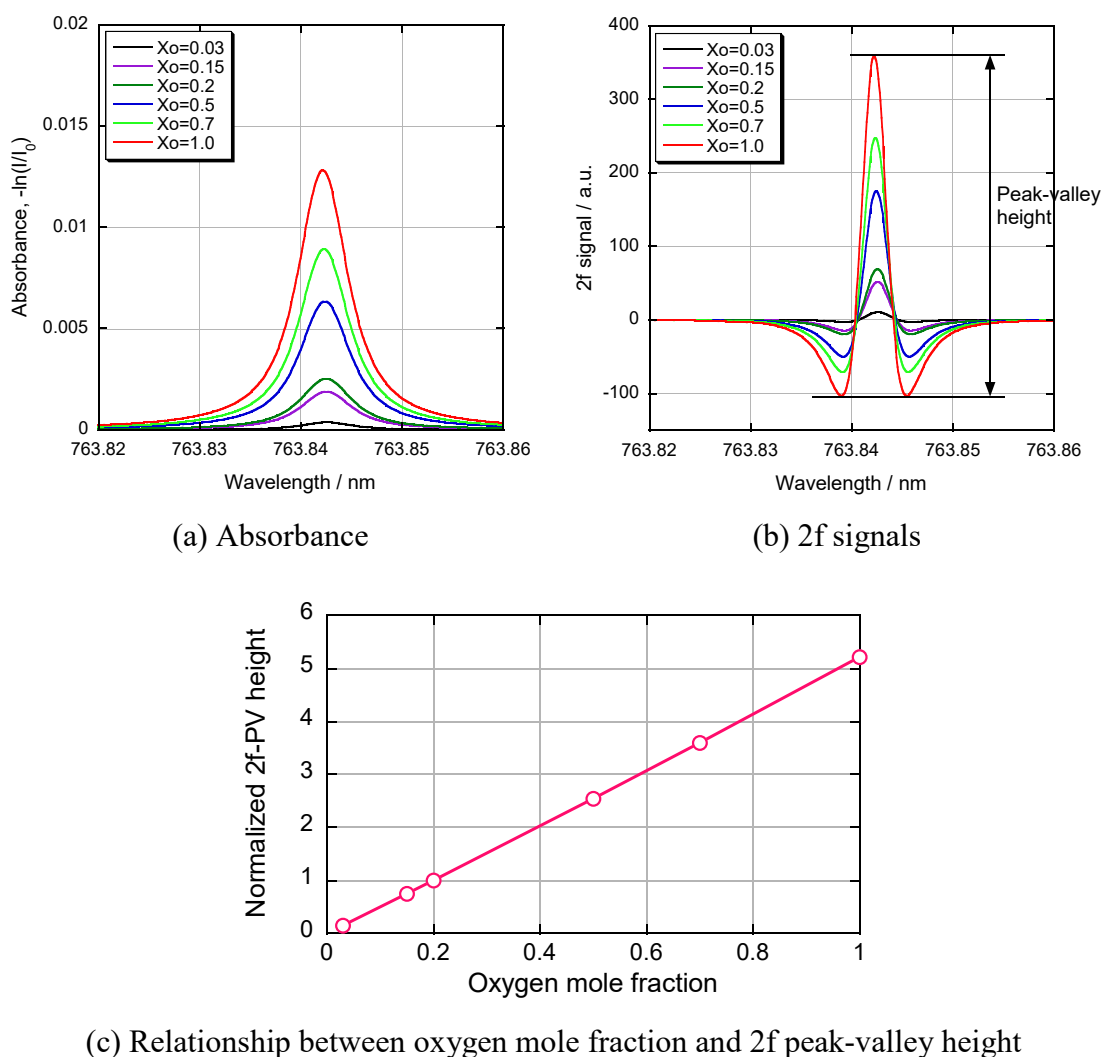 0.02
Xo=0.03
Xo=0.15
Xo=0.2
Xo=0.5
Xo=0.7
Xo=1.0
0.015
0.01
0.005
0
Absorbance, -ln(I/I0)
763.82 763.83 763.84 763.85 763.86
Wavelength / nm
(a) Absorbance
400
Xo=0.03
Xo=0.15
Xo=0.2
Xo=0.5
Xo=0.7
Xo=1.0
300
200
100
0
-100
2f signal / a.u.
Peak-valley
height
763.82 763.83 763.84 763.85 763.86
Wavelength / nm
(b) 2f signals
6
5
4
3
2
1
0
Normalized 2f-PV height
0 0.2 0.4 0.6 0.8 1
Oxygen mole fraction
(c) Relationship between oxygen mole fraction and 2f peak-valley height